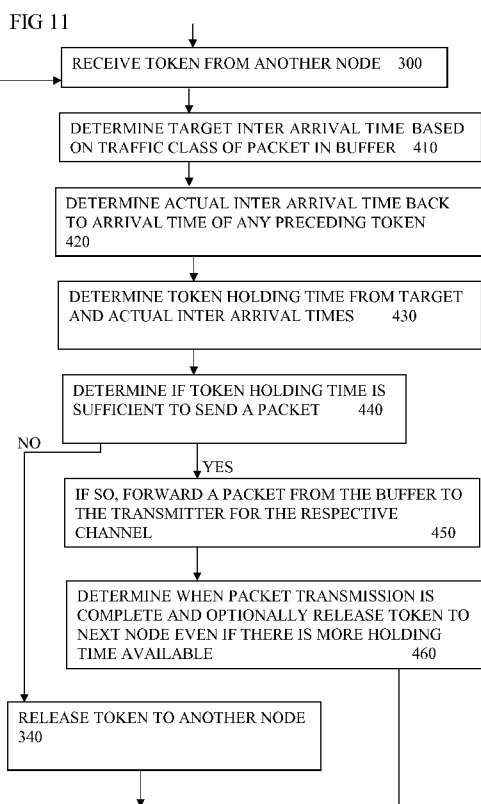 FIG 11
RECEIVE TOKEN FROM ANOTHER NODE 300
DETERMINE TARGET INTER ARRIVAL TIME BASED
ON TRAFFIC CLASS OF PACKET IN BUFFER 410
DETERMINE ACTUAL INTER ARRIVAL TIME BACK
TO ARRIVAL TIME OF ANY PRECEDING TOKEN
420
DETERMINE TOKEN HOLDING TIME FROM TARGET
AND ACTUAL INTER ARRIVAL TIMES 430
DETERMINE IF TOKEN HOLDING TIME IS
SUFFICIENT TO SEND A PACKET 440
NO
YES
IF SO, FORWARD A PACKET FROM THE BUFFER TO
THE TRANSMITTER FOR THE RESPECTIVE
CHANNEL 450
DETERMINE WHEN PACKET TRANSMISSION IS
COMPLETE AND OPTIONALLY RELEASE TOKEN TO
NEXT NODE EVEN IF THERE IS MORE HOLDING
TIME AVAILABLE 460
RELEASE TOKEN TO ANOTHER NODE
340